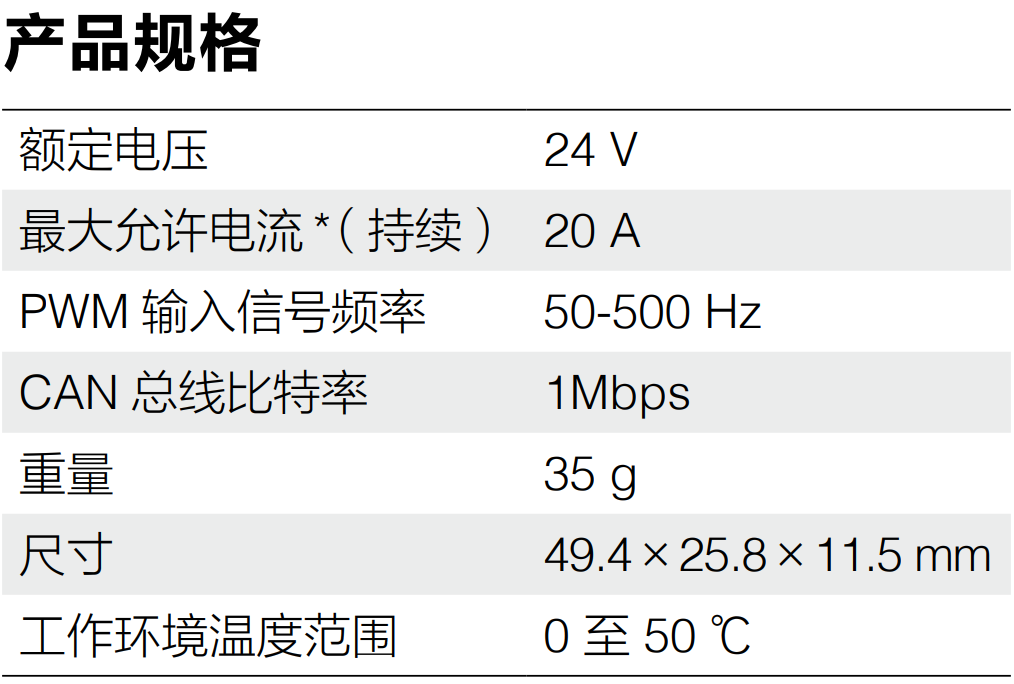 产品规格
额定电压 24 V
最大允许电流 *（持续） 20 A
PWM 输入信号频率 50-500 Hz
CAN 总线比特率 1Mbps
重量 35 g
尺寸 49.4 × 25.8 × 11.5 mm
工作环境温度范围 0 至 50 ℃